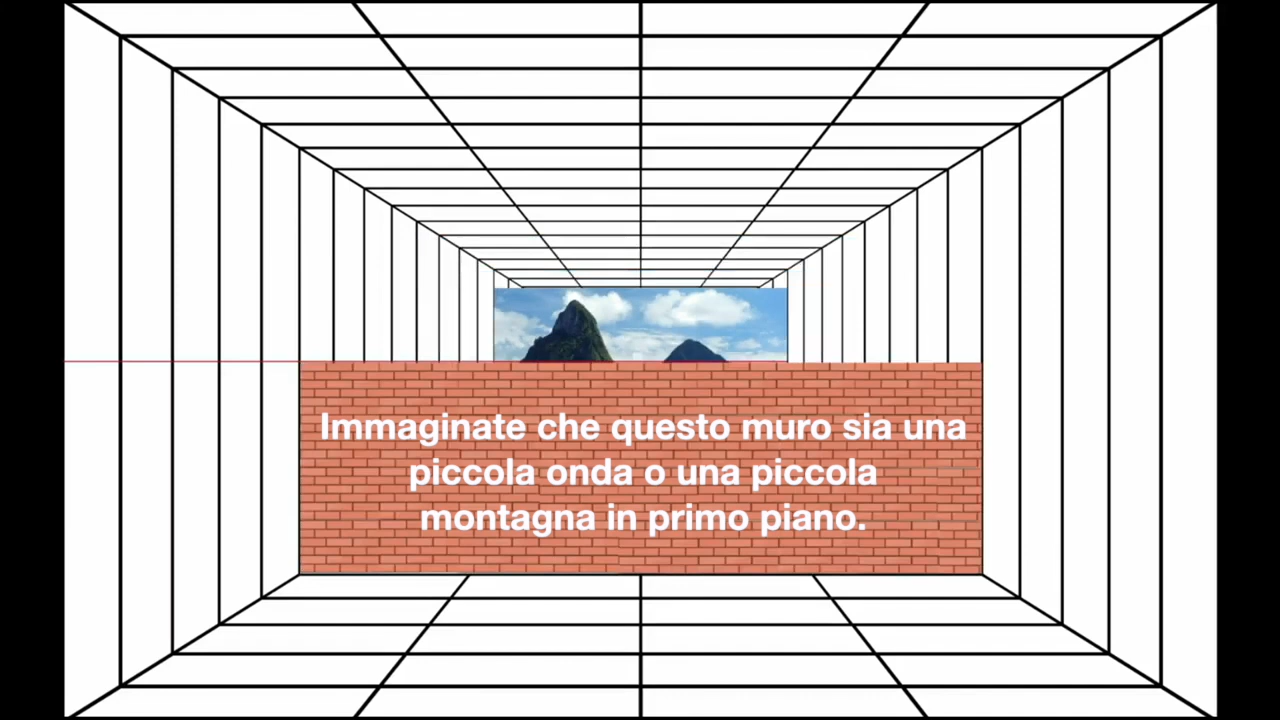 Immaginate che questo muro sia una
piccola onda o una piccola
montagna in primo piano.